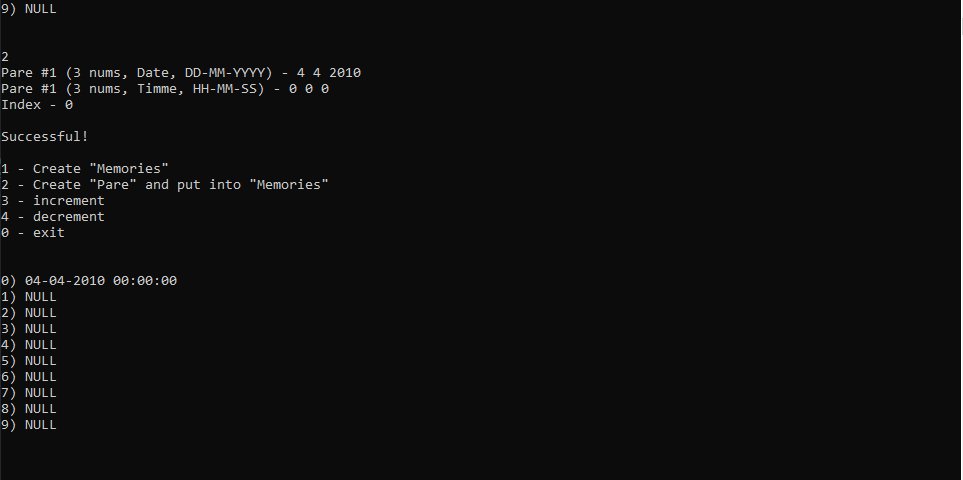 9) NULL
2
Pare #1 (3 nums, Date, DD-MM-YYYY) - 4 4 2010
Pare #1 (3 nums, Timme, HH-MM-SS) - 0 0 0
Index - 0
Successful!
1 - Create "Memories"
2 - Create "Pare" and put into "Memories"
3 - increment
4 - decrement
0 - exit
0) 04-04-2010 00:00:00
1) NULL
2) NULL
3) NULL
4) NULL
5) NULL
6) NULL
7) NULL
8) NULL
9) NULL